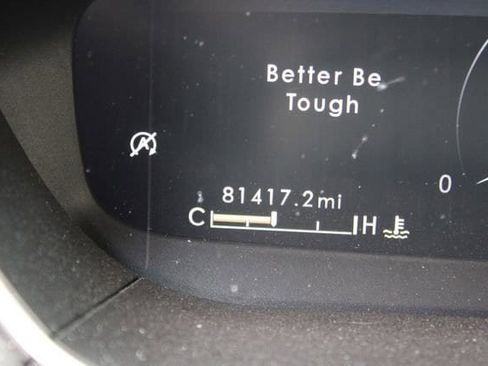 Better Be
Tough
A
0
81417.2mi
C H